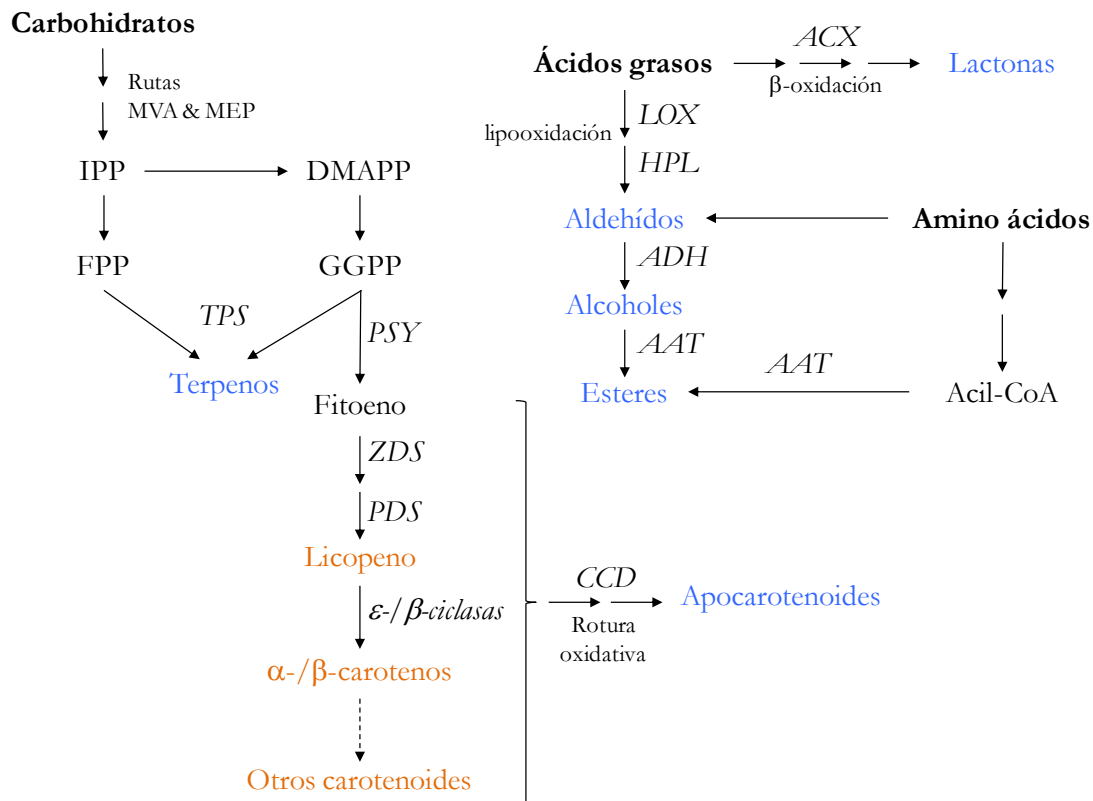 Carbohidratos
Rutas
MVA & MEP
IPP
DMAPP
FPP
GGPP
TPS
PSY
Terpenos
Fitoeno
ZDS
PDS
Licopeno
ε-/β-ciclasas
α-/β-carotenos
Otros carotenoides
CCD
Rotura
oxidativa
Apocarotenoides
Ácidos grasos
ACX
β-oxidación
Lactonas
lipooxidación
LOX
HPL
Aldehídos
Amino ácidos
ADH
Alcoholes
AAT
AAT
Esteres
Acil-CoA